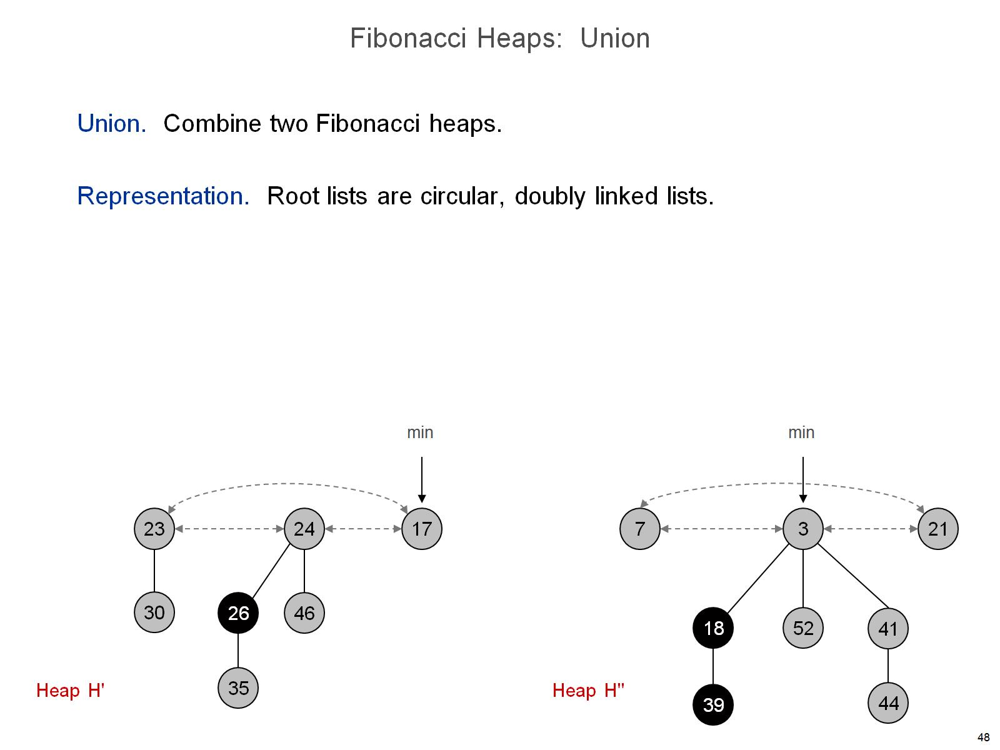 Fibonacci Heaps: Union
Union. Combine two Fibonacci heaps.
Representation. Root lists are circular, doubly linked lists.
min
min
23
24
17
7
3
21
30
26
46
18
52
41
35
Heap H'
Heap H"
39
44
48